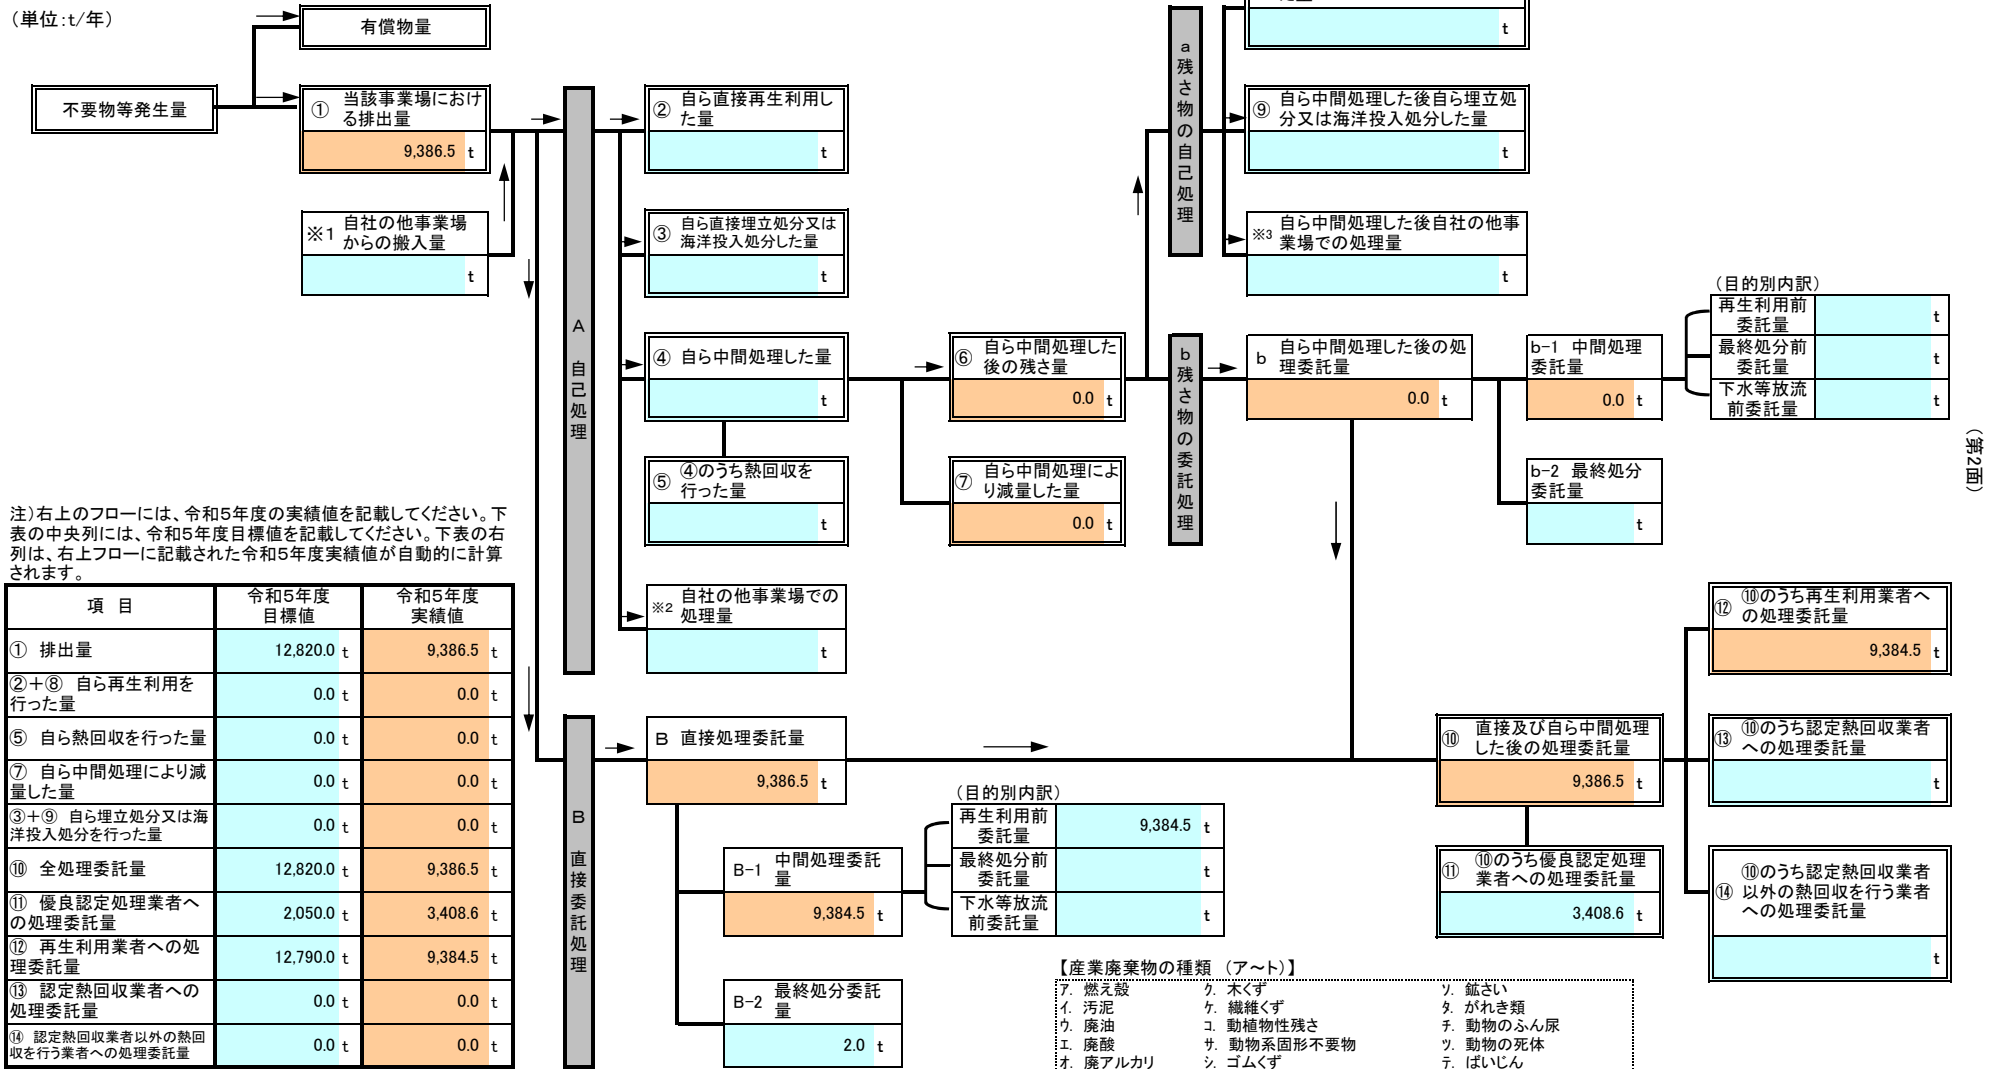 （単位:t/年）
有償物量
不要物等発生量
① 当該事業場におけ
る排出量
9,386.5 t
※1 自社の他事業場
からの搬入量
t
A 自己処理
② 自ら直接再生利用し
た量
t
③ 自ら直接埋立処分又は
海洋投入処分した量
t
④ 自ら中間処理した量
t
⑤ ④のうち熱回収を
行った量
t
※2 自社の他事業場での
処理量
t
⑥ 自ら中間処理した
後の残さ量
0.0 t
⑦ 自ら中間処理によ
り減量した量
0.0 t
a 残さ物の自己処理
t
⑨ 自ら中間処理した後自ら埋立処
分又は海洋投入処分した量
t
※3 自ら中間処理した後自社の他事
業場での処理量
t
b 残さ物の委託処理
b 自ら中間処理した後の処
理委託量
0.0 t
b-1 中間処理
委託量
0.0 t
（目的別内訳）
再生利用前
委託量 t
最終処分前
委託量 t
下水等放流
前委託量 t
b-2 最終処分
委託量
t
（第2面）
注）右上のフローには、令和5年度の実績値を記載してください。下
表の中央列には、令和5年度目標値を記載してください。下表の右
列は、右上フローに記載された令和5年度実績値が自動的に計算
されます。
項 目 令和5年度 目標値 令和5年度 実績値
① 排出量 12,820.0 t 9,386.5 t
②＋⑧ 自ら再生利用を
行った量 0.0 t 0.0 t
⑤ 自ら熱回収を行った量 0.0 t 0.0 t
⑦ 自ら中間処理により減
量した量 0.0 t 0.0 t
③＋⑨ 自ら埋立処分又は海
洋投入処分を行った量 0.0 t 0.0 t
⑩ 全処理委託量 12,820.0 t 9,386.5 t
⑪ 優良認定処理業者へ
の処理委託量 2,050.0 t 3,408.6 t
⑫ 再生利用業者への処
理委託量 12,790.0 t 9,384.5 t
⑬ 認定熱回収業者への
処理委託量 0.0 t 0.0 t
⑭ 認定熱回収業者以外の熱回
収を行う業者への処理委託量 0.0 t 0.0 t
B 直接委託処理
B 直接処理委託量
9,386.5 t
B-1 中間処理委託
量
9,384.5 t
（目的別内訳）
再生利用前
委託量 9,384.5 t
最終処分前
委託量 t
下水等放流
前委託量 t
B-2 最終処分委託
量
2.0 t
⑩ 直接及び自ら中間処理
した後の処理委託量
9,386.5 t
⑪ ⑩のうち優良認定処理
業者への処理委託量
3,408.6 t
⑫ ⑩のうち再生利用業者へ
の処理委託量
9,384.5 t
⑬ ⑩のうち認定熱回収業者
への処理委託量
t
⑭ ⑩のうち認定熱回収業者
以外の熱回収を行う業者
への処理委託量
t
【産業廃棄物の種類 （ア～ト）】
ｱ. 燃え殻 ｸ. 木くず ｿ. 鉱さい
ｲ. 汚泥 ｹ. 繊維くず ﾀ. がれき類
ｳ. 廃油 ｺ. 動植物性残さ ﾁ. 動物のふん尿
ｴ. 廃酸 ｻ. 動物系固形不要物 ﾂ. 動物の死体
ｵ. 廃アルカリ ｼ. ゴムくず ﾃ. ばいじん